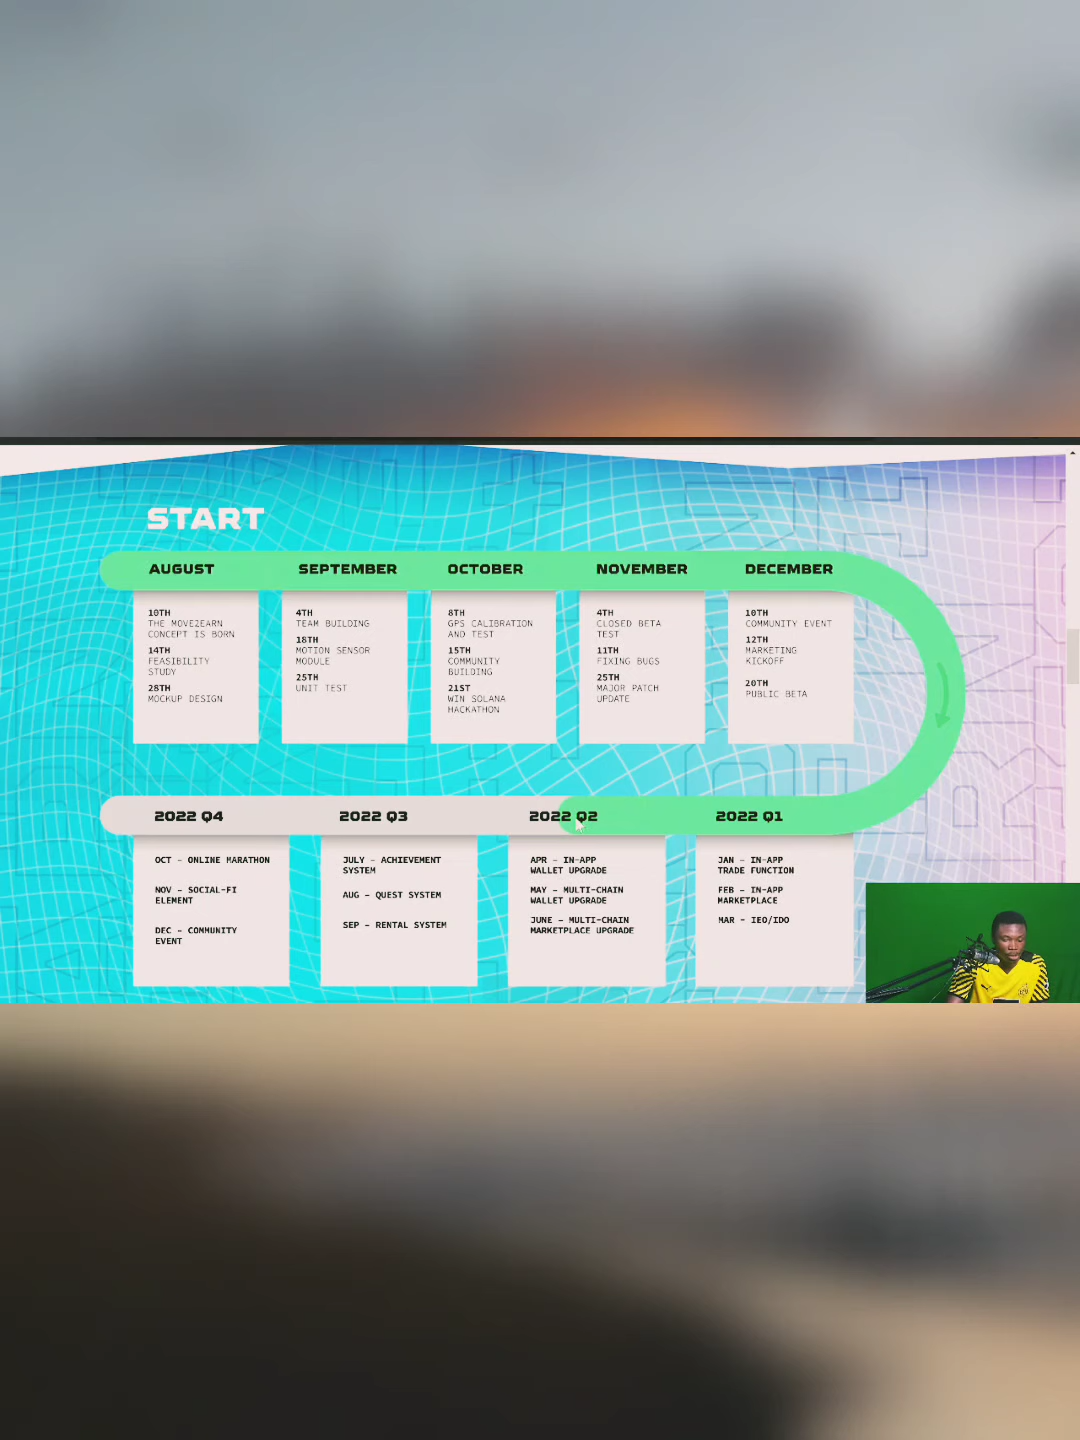 START
AUGUST
10TH
THE MOVE2EARN
CONCEPT IS BORN
14TH
FEASIBILITY
STUDY
28TH
MOCKUP DESIGN
SEPTEMBER
4TH
TEAM BUILDING
18TH
MOTION SENSOR
MODULE
25TH
UNIT TEST
OCTOBER
8TH
GPS CALIBRATION
AND TEST
15TH
COMMUNITY
BUILDING
21ST
WIN SOLANA
HACKATHON
NOVEMBER
4TH
CLOSED BETA
TEST
11TH
FIXING BUGS
25TH
MAJOR PATCH
UPDATE
DECEMBER
10TH
COMMUNITY EVENT
12TH
MARKETING
KICKOFF
20TH
PUBLIC BETA
2022 Q4
OCT - ONLINE MARATHON
NOV - SOCIAL-FI
ELEMENT
DEC - COMMUNITY
EVENT
2022 Q3
JULY - ACHIEVEMENT
SYSTEM
AUG - QUEST SYSTEM
SEP - RENTAL SYSTEM
2022 Q2
APR - IN-APP
WALLET UPGRADE
MAY - MULTI-CHAIN
WALLET UPGRADE
JUNE - MULTI-CHAIN
MARKETPLACE UPGRADE
2022 Q1
JAN - IN-APP
TRADE FUNCTION
FEB - IN-APP
MARKETPLACE
MAR - IEO/IDO